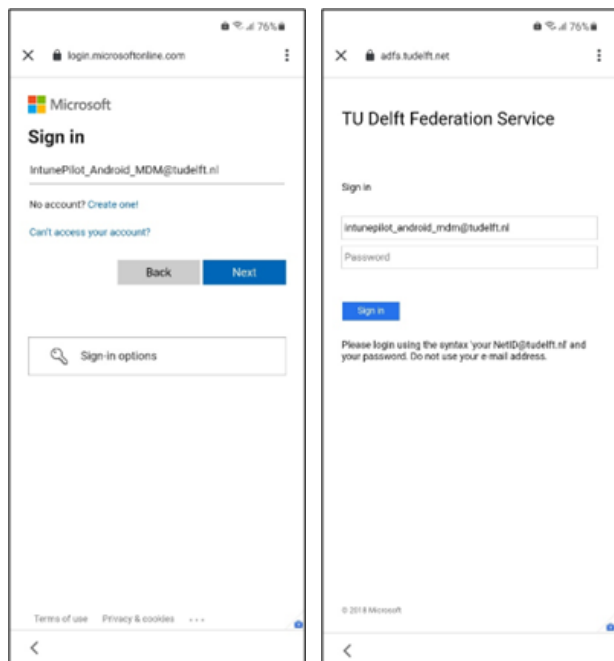 76%
login.microsoftonline.com
Microsoft
Sign in
IntunePilot_Android_MDM@tudelft.nl
No account? Create one!
Can't access your account?
Back
Next
Sign-in options
Terms of use
Privacy & cookies
...
76%
adfa.tudelft.net
TU Delft Federation Service
Sign in
intunepilot_android_mdm@tudelft.nl
Password
Sign in
Please login using the syntax 'your NetID@tudelft.nl' and
your password. Do not use your e-mail address.
© 2018 Microsoft